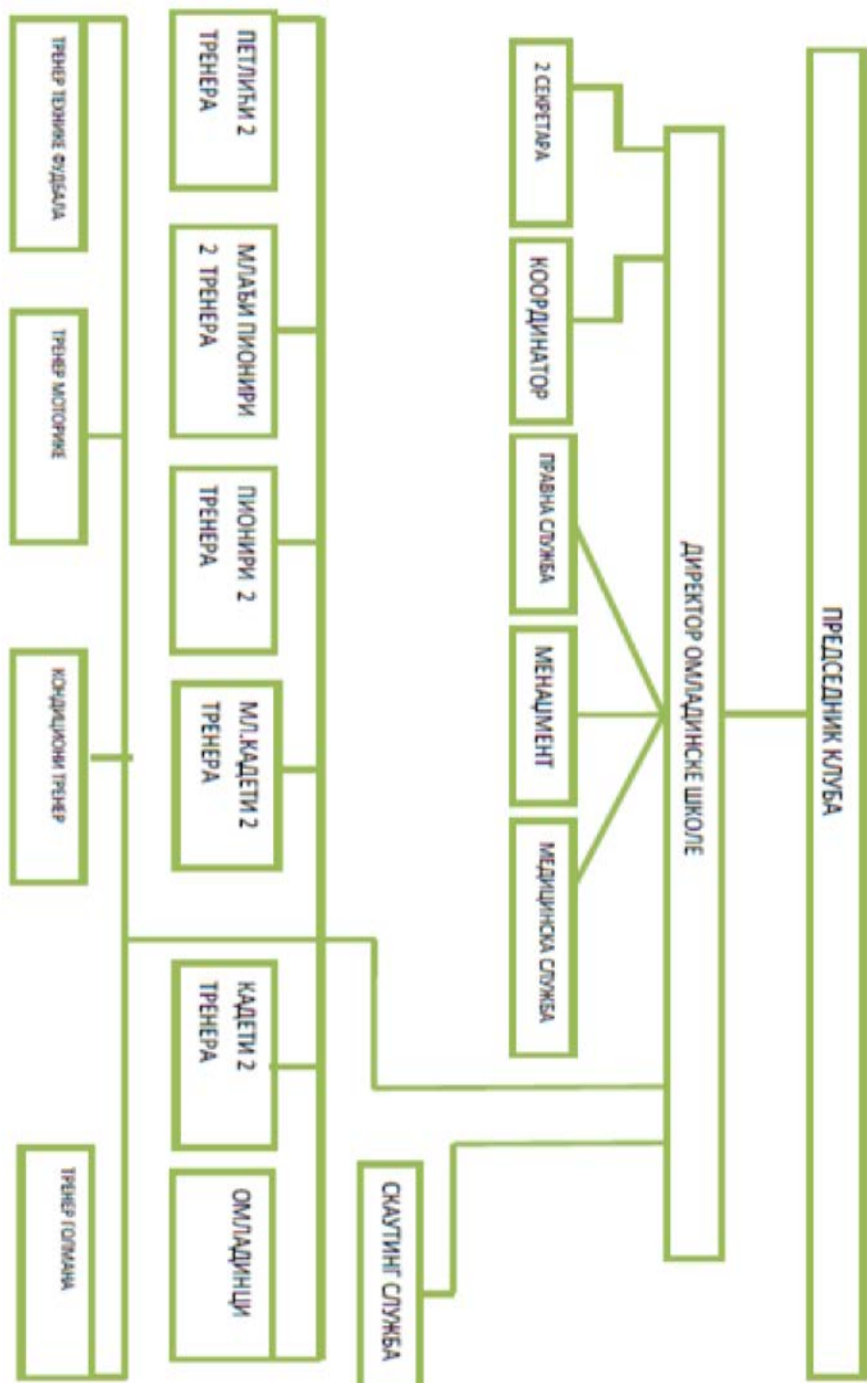 ПРЕДСЕДНИК КЛУБА
ДИРЕКТОР ОМЛАДИНСКЕ ШКОЛЕ
2 СЕКРЕТАРА
КООРДИНАТОР
ПРАВНА СЛУЖБА
МЕНАЏМЕНТ
МЕДИЦИНСКА СЛУЖБА
СКАУТИНГ СЛУЖБА
ПЕТЛИЋИ 2
ТРЕНЕРА
МЛАЂИ ПИОНИРИ
2 ТРЕНЕРА
ПИОНИРИ 2
ТРЕНЕРА
МЛ.КАДЕТИ 2
ТРЕНЕРА
КАДЕТИ 2
ТРЕНЕРА
ОМЛАДИНЦИ
ТРЕНЕР ТЕХНИКЕ ФУДБАЛА
ТРЕНЕР МОТОРИКЕ
КОНДИЦИОНИ ТРЕНЕР
ТРЕНЕР ГОЛМАНА